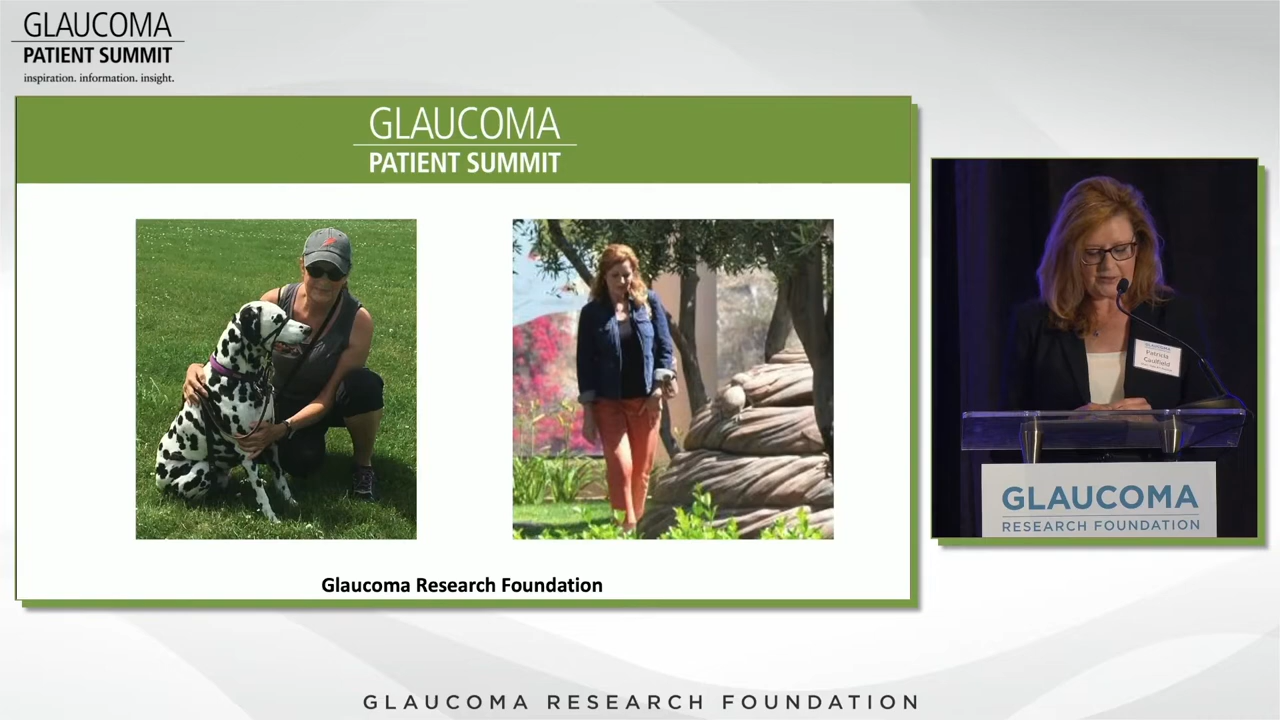 GLAUCOMA
PATIENT SUMMIT
inspiration. information. insight.
GLAUCOMA
PATIENT SUMMIT
Glaucoma Research Foundation
Patricia
Caulfield
GLAUCOMA
RESEARCH FOUNDATION
GLAUCOMA RESEARCH FOUNDATION